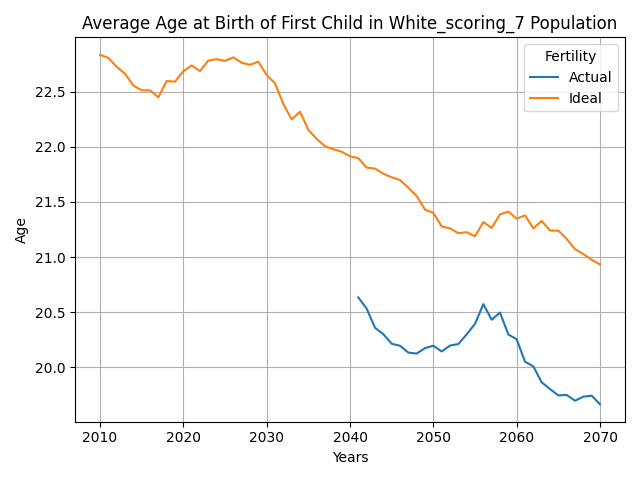 Average Age at Birth of First Child in White_scoring_7 Population
Fertility
Actual
Ideal
Age
22.5
22.0
21.5
21.0
20.5
20.0
2010 2020 2030 2040 2050 2060 2070
Years